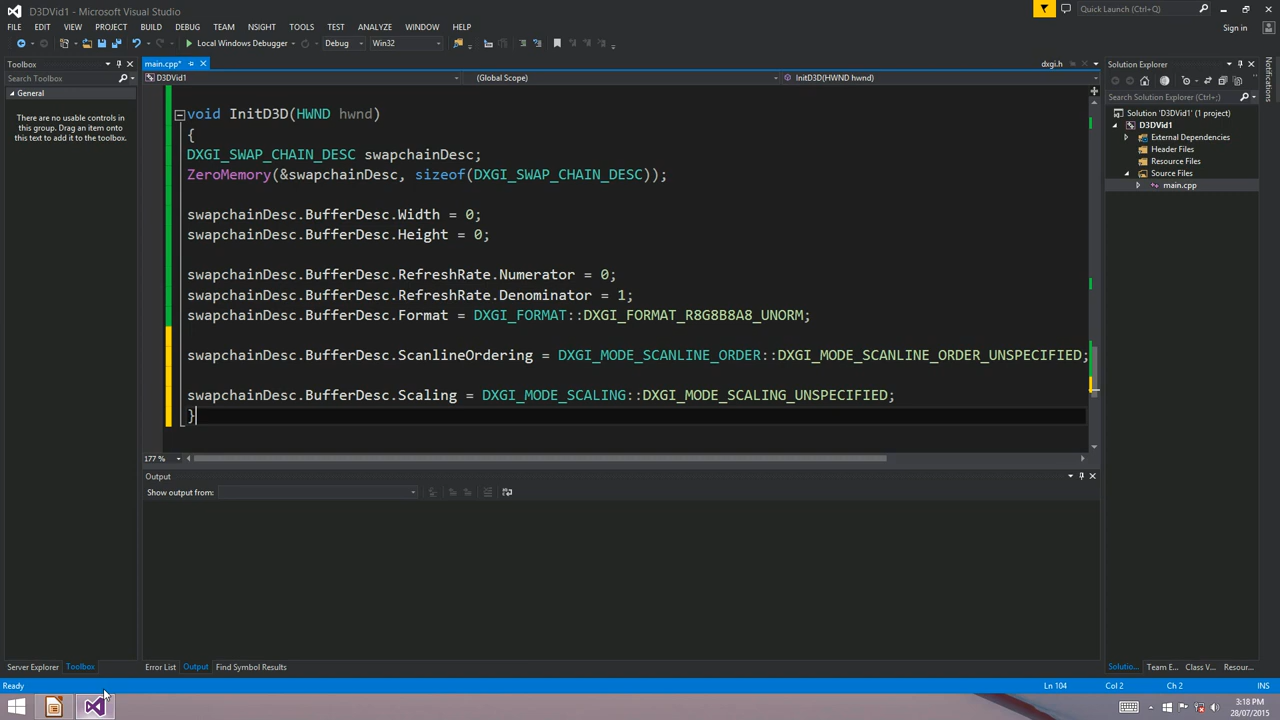 D3DVid1 - Microsoft Visual Studio
Quick Launch (Ctrl+Q)
FILE EDIT VIEW PROJECT BUILD DEBUG TEAM NSIGHT TOOLS TEST ANALYZE WINDOW HELP
Sign in
Local Windows Debugger
Debug
Win32
Toolbox
Search Toolbox
General
There are no usable controls in
this group. Drag an item onto
this text to add it to the toolbox.
main.cpp*
dxgi.h
D3DVid1
(Global Scope)
InitD3D(HWND hwnd)
void InitD3D(HWND hwnd)
{
DXGI_SWAP_CHAIN_DESC swapchainDesc;
ZeroMemory(&swapchainDesc, sizeof(DXGI_SWAP_CHAIN_DESC));
swapchainDesc.BufferDesc.Width = 0;
swapchainDesc.BufferDesc.Height = 0;
swapchainDesc.BufferDesc.RefreshRate.Numerator = 0;
swapchainDesc.BufferDesc.RefreshRate.Denominator = 1;
swapchainDesc.BufferDesc.Format = DXGI_FORMAT::DXGI_FORMAT_R8G8B8A8_UNORM;
swapchainDesc.BufferDesc.ScanlineOrdering = DXGI_MODE_SCANLINE_ORDER::DXGI_MODE_SCANLINE_ORDER_UNSPECIFIED;
swapchainDesc.BufferDesc.Scaling = DXGI_MODE_SCALING::DXGI_MODE_SCALING_UNSPECIFIED;
}
177 %
Output
Show output from:
Solution Explorer
Search Solution Explorer (Ctrl+;)
Solution 'D3DVid1' (1 project)
D3DVid1
External Dependencies
Header Files
Resource Files
Source Files
main.cpp
Notifications
Server Explorer Toolbox
Error List Output Find Symbol Results
Solutio... Team E... Class V... Resour...
Ready
Ln 104 Col 2 Ch 2 INS
3:18 PM
28/07/2015